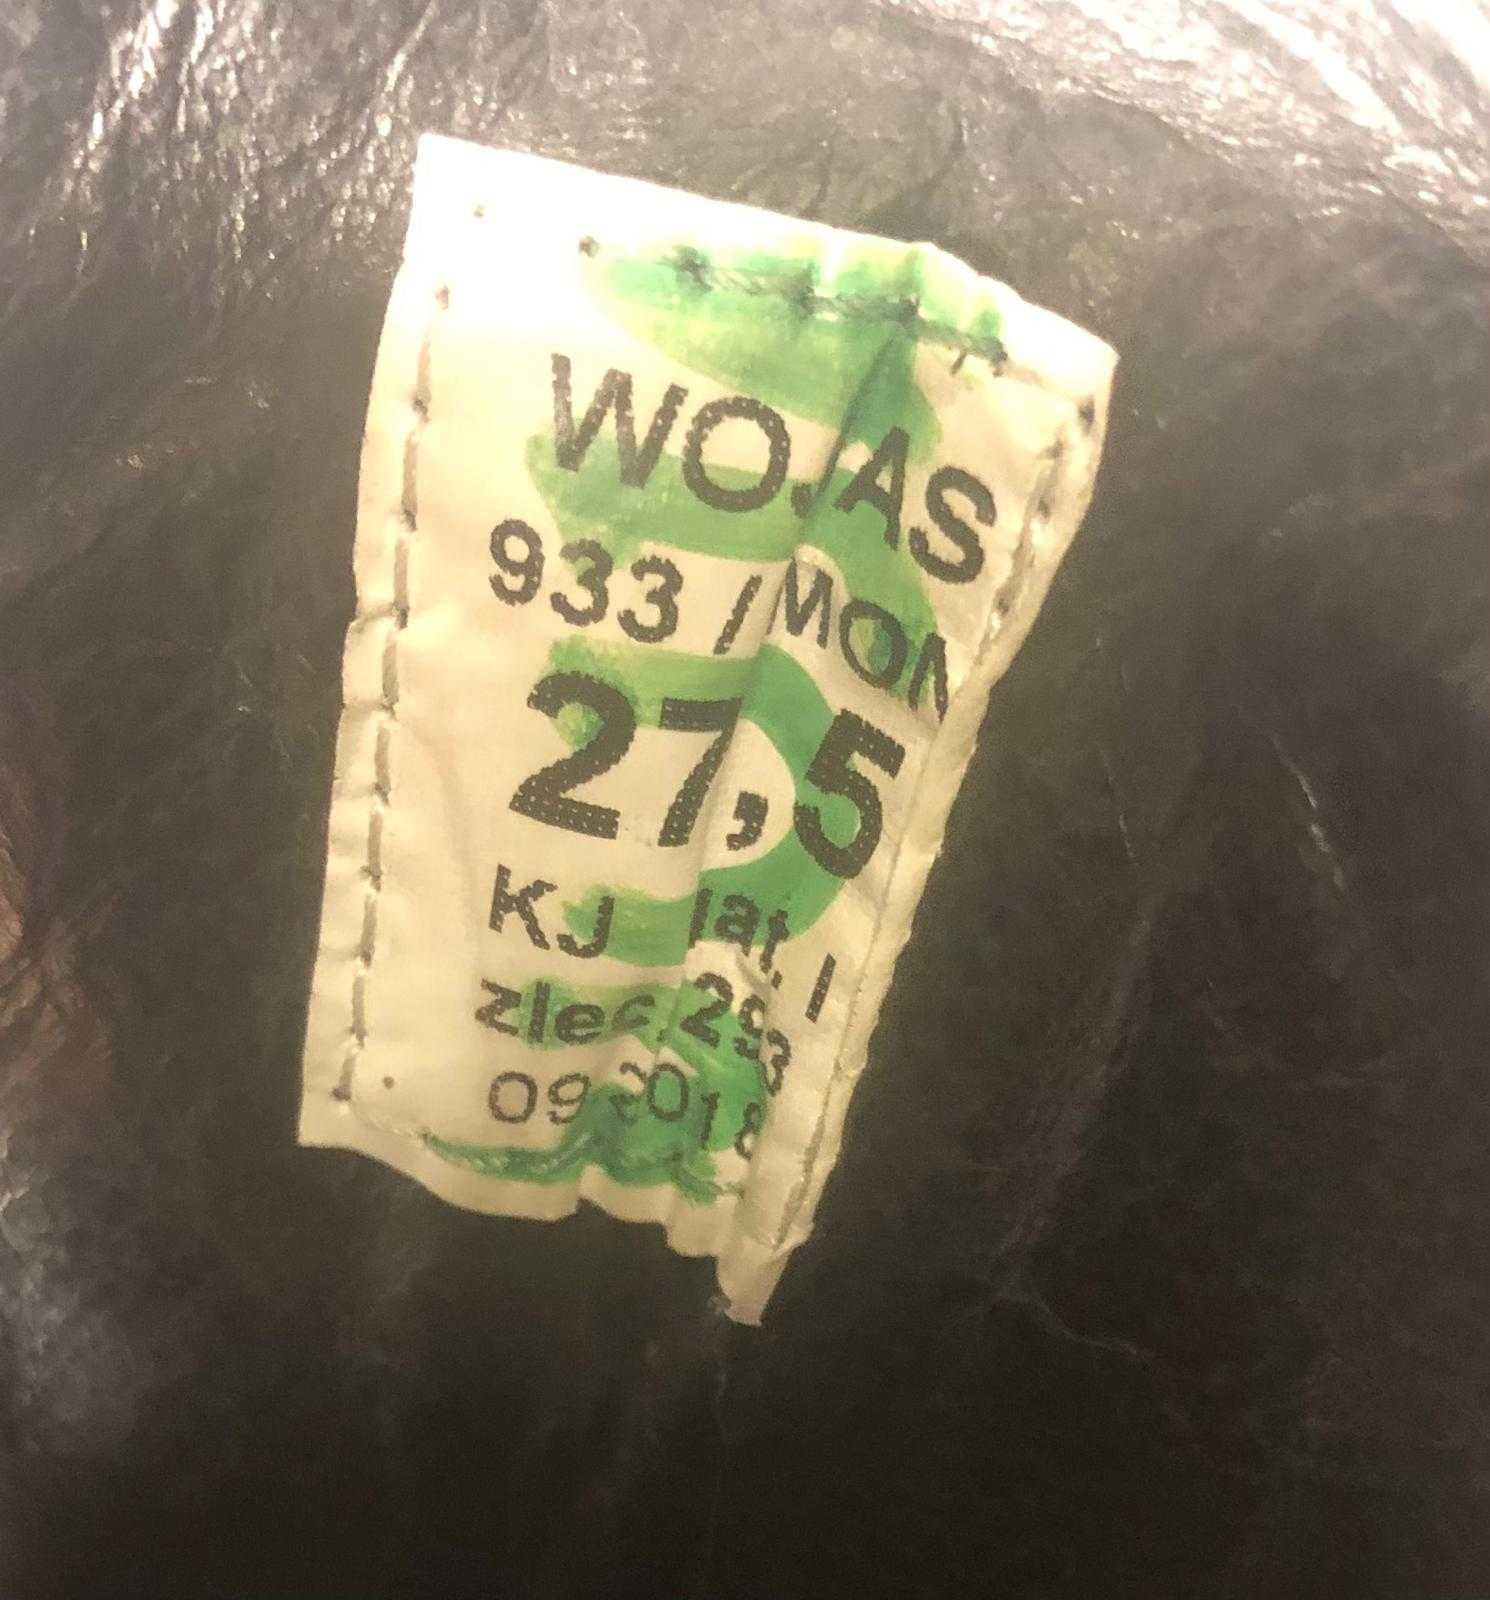 WOJAS
933 / MON
27,5
KJ lat. I
zlec. 293
09 2018